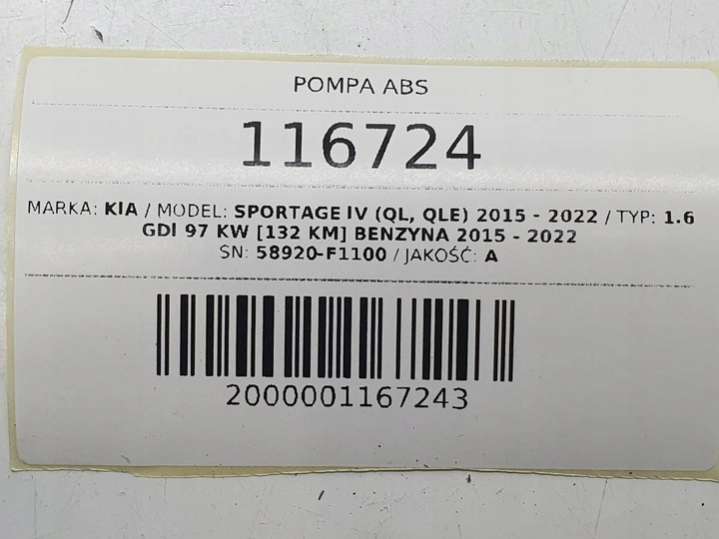 POMPA ABS
116724
MARKA: KIA / MODEL: SPORTAGE IV (QL, QLE) 2015 - 2022 / TYP: 1.6
GDI 97 KW [132 KM] BENZYNA 2015 - 2022
SN: 58920-F1100 / JAKOŚĆ: A
2000001167243